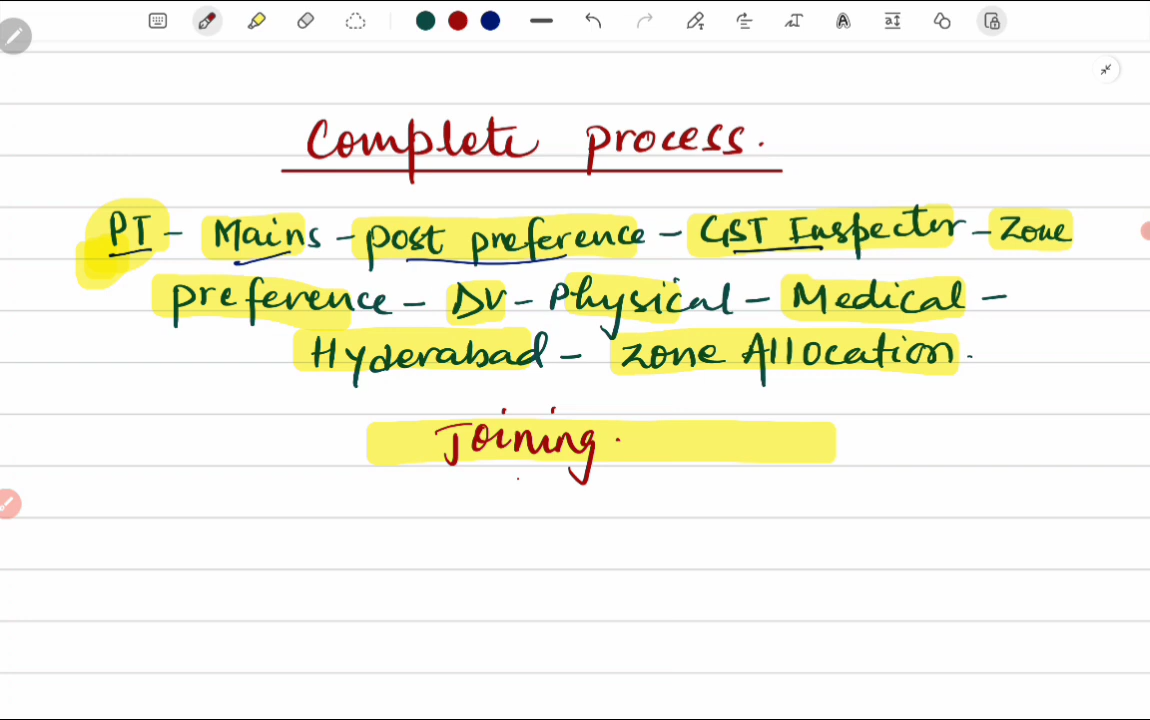 Complete process.
PT - Mains - post preference - GST Inspector - Zone
preference - DV - Physical - Medical -
Hyderabad - Zone Allocation.
Joining.